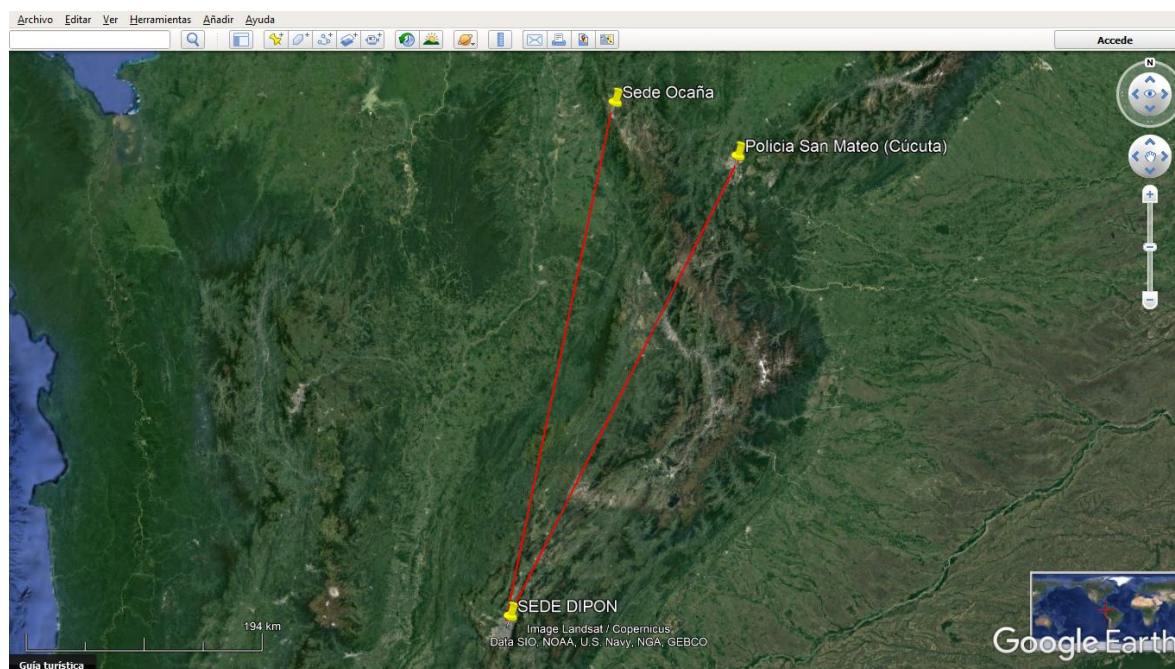 Archivo Editar Ver Herramientas Añadir Ayuda
Accede
N
Sede Ocaña
Policia San Mateo (Cúcuta)
SEDE DIPON
194 km
Image Landsat / Copernicus
Data SIO, NOAA, U.S. Navy, NGA, GEBCO
Google Earth
Guía turística